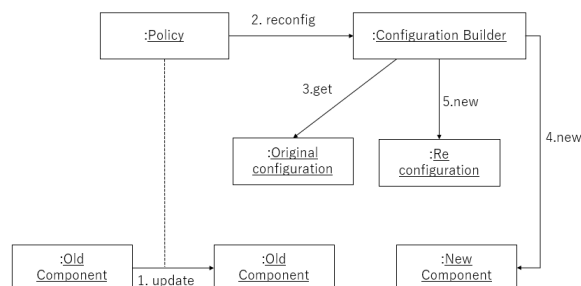 :Policy
2. reconfig
:Configuration Builder
3.get
5.new
4.new
:Original
configuration
:Re
configuration
:Old
Component
1. update
:Old
Component
:New
Component